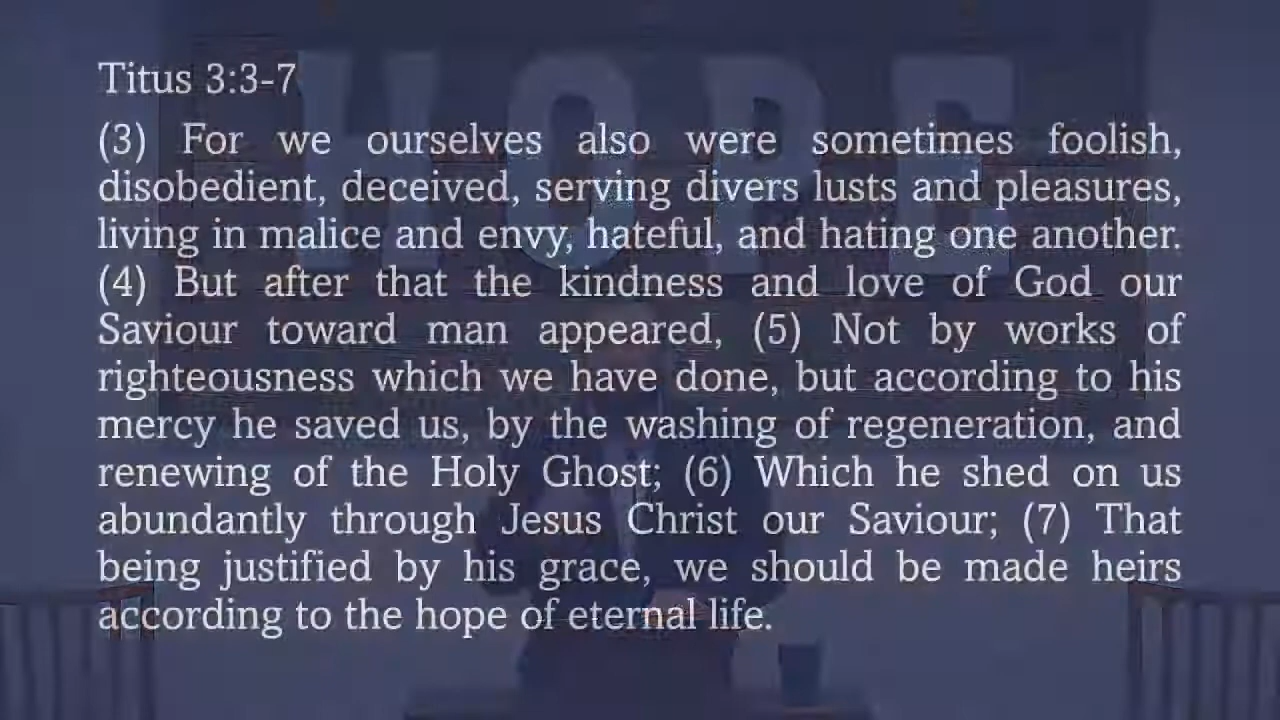 HOPE
Titus 3:3-7
(3) For we ourselves also were sometimes foolish,
disobedient, deceived, serving divers lusts and pleasures,
living in malice and envy, hateful, and hating one another.
(4) But after that the kindness and love of God our
Saviour toward man appeared, (5) Not by works of
righteousness which we have done, but according to his
mercy he saved us, by the washing of regeneration, and
renewing of the Holy Ghost; (6) Which he shed on us
abundantly through Jesus Christ our Saviour; (7) That
being justified by his grace, we should be made heirs
according to the hope of eternal life.